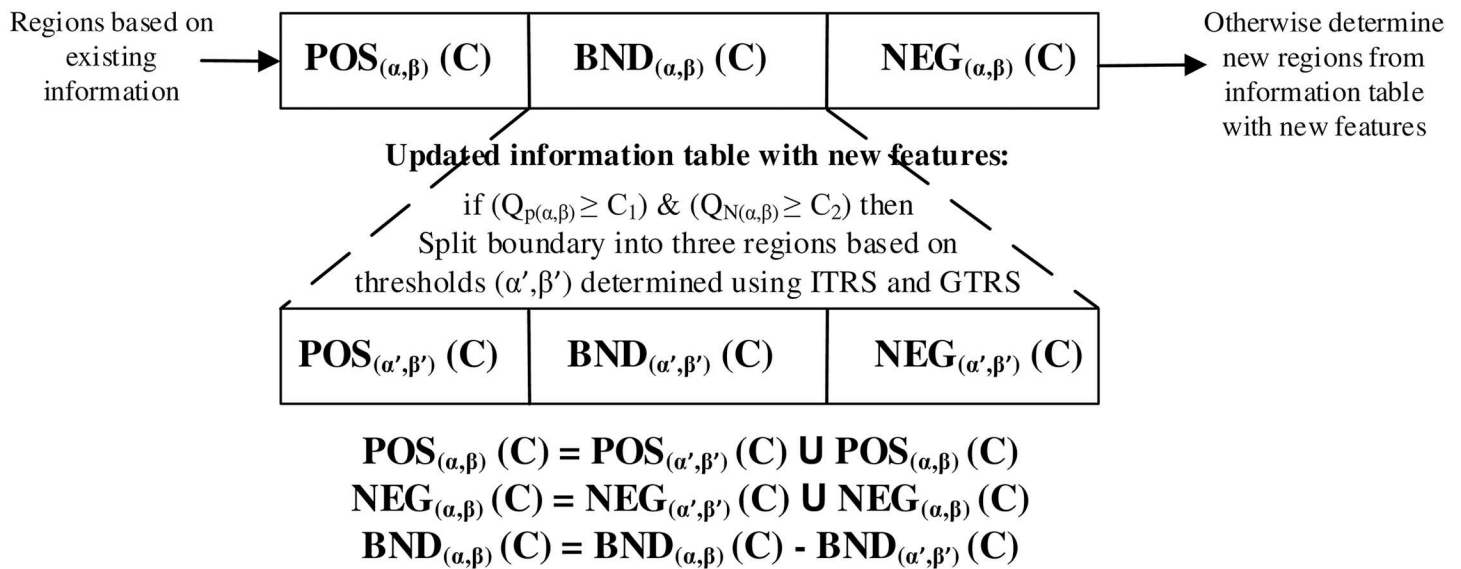 Regions based on
existing
information
POS(α,β) (C)
BND(α,β) (C)
NEG(α,β) (C)
Otherwise determine
new regions from
information table
with new features
Updated information table with new features:
if (Qp(α,β) ≥ C1) & (QN(α,β) ≥ C2) then
Split boundary into three regions based on
thresholds (α′,β′) determined using ITRS and GTRS
POS(α′,β′) (C)
BND(α′,β′) (C)
NEG(α′,β′) (C)
POS(α,β) (C) = POS(α′,β′) (C) U POS(α,β) (C)
NEG(α,β) (C) = NEG(α′,β′) (C) U NEG(α,β) (C)
BND(α,β) (C) = BND(α,β) (C) - BND(α′,β′) (C)